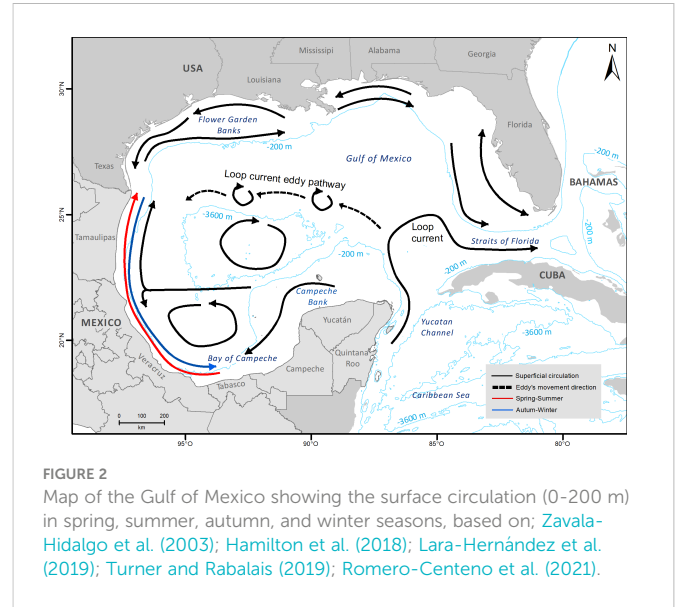 Mississippi
Alabama
Georgia
USA
Louisiana
N
30°N
Flower Garden
Banks
Florida
-200 m
-200 m
Gulf of Mexico
Texas
Loop current eddy pathway
BAHAMAS
25°N
-3600 m
Loop
current
-200 m
Tamaulipas
Straits of Florida
-200 m
-200 m
CUBA
Campeche
Bank
MEXICO
Yucatán
Yucatan
Channel
-3600 m
20°N
Bay of Campeche
Quintana
Roo
Veracruz
Campeche
Tabasco
Caribbean Sea
-3600 m
Superficial circulation
Eddy's movement direction
Spring-Summer
Autum-Winter
0 100 200
km
95°O
90°O
85°O
80°O
FIGURE 2
Map of the Gulf of Mexico showing the surface circulation (0-200 m)
in spring, summer, autumn, and winter seasons, based on; Zavala-
Hidalgo et al. (2003); Hamilton et al. (2018); Lara-Hernández et al.
(2019); Turner and Rabalais (2019); Romero-Centeno et al. (2021).